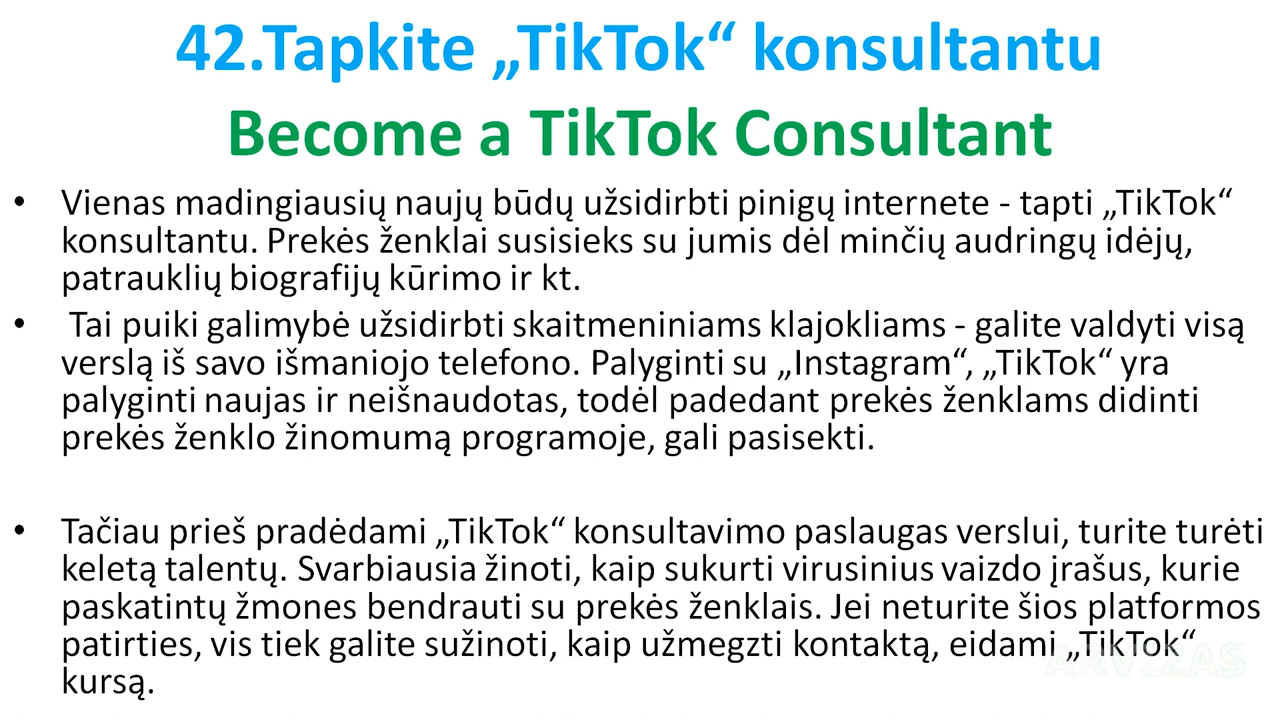 42.Tapkite „TikTok“ konsultantu
Become a TikTok Consultant
• Vienas madingiausių naujų būdų užsidirbti pinigų internete - tapti „TikTok“
konsultantu. Prekės ženklai susisieks su jumis dėl minčių audringų idėjų,
patrauklių biografijų kūrimo ir kt.
• Tai puiki galimybė užsidirbti skaitmeniniams klajokliams - galite valdyti visą
verslą iš savo išmaniojo telefono. Palyginti su „Instagram“, „TikTok“ yra
palyginti naujas ir neišnaudotas, todėl padedant prekės ženklams didinti
prekės ženklo žinomumą programoje, gali pasisekti.
• Tačiau prieš pradėdami „TikTok“ konsultavimo paslaugas verslui, turite turėti
keletą talentų. Svarbiausia žinoti, kaip sukurti virusinius vaizdo įrašus, kurie
paskatintų žmones bendrauti su prekės ženklais. Jei neturite šios platformos
patirties, vis tiek galite sužinoti, kaip užmegzti kontaktą, eidami „TikTok“
kursą.
ARVIZAS